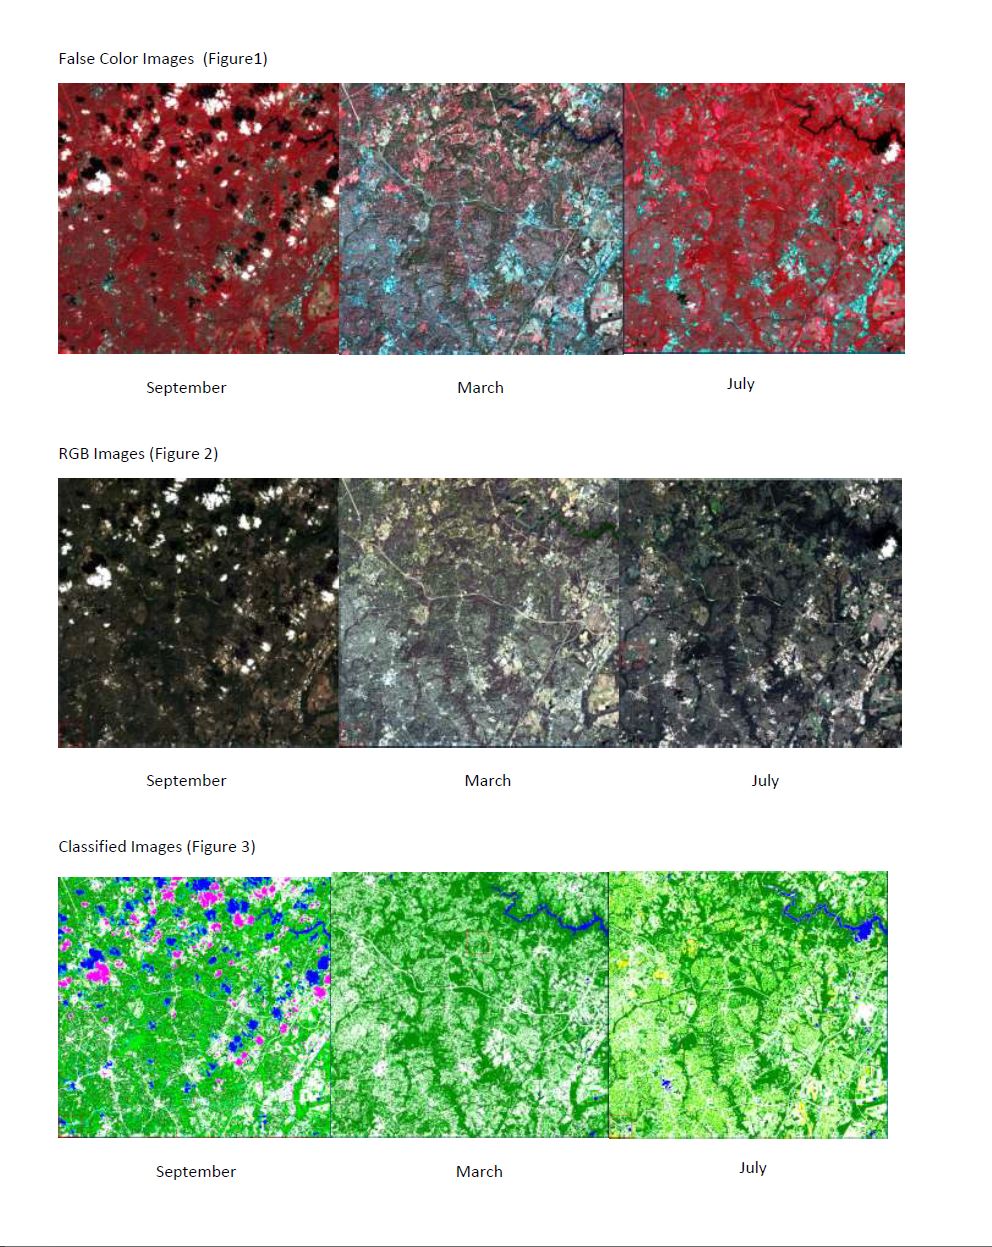 False Color Images  (Figure1)
September
March
July
RGB Images (Figure 2)
September
March
July
Classified Images (Figure 3)
September
March
July